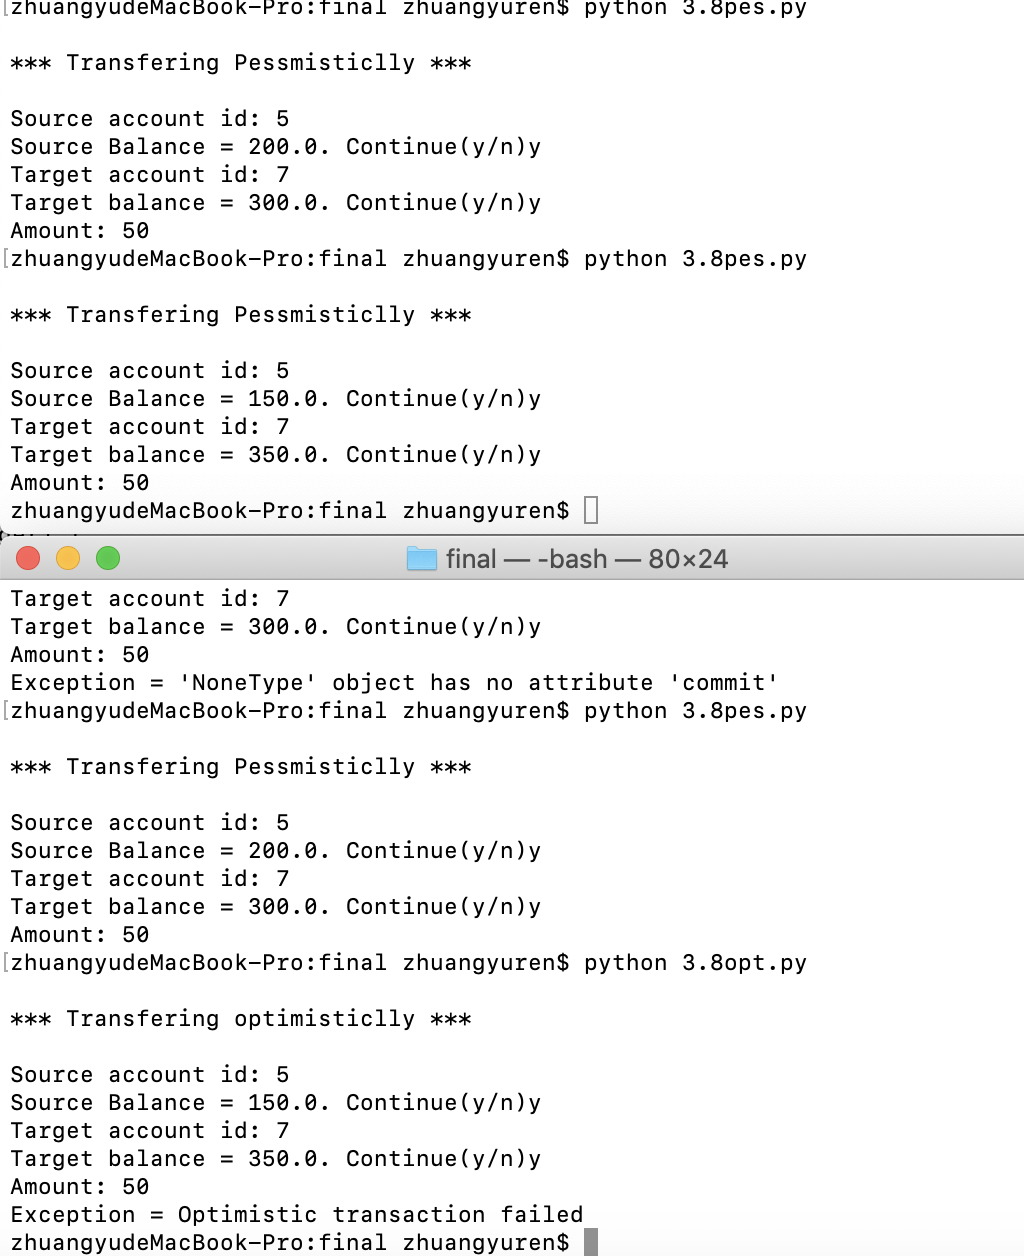 [zhuangyudeMacBook-Pro:final zhuangyuren$ python 3.8pes.py
*** Transfering Pessmisticlly ***
Source account id: 5
Source Balance = 200.0. Continue(y/n)y
Target account id: 7
Target balance = 300.0. Continue(y/n)y
Amount: 50
[zhuangyudeMacBook-Pro:final zhuangyuren$ python 3.8pes.py
*** Transfering Pessmisticlly ***
Source account id: 5
Source Balance = 150.0. Continue(y/n)y
Target account id: 7
Target balance = 350.0. Continue(y/n)y
Amount: 50
zhuangyudeMacBook-Pro:final zhuangyuren$
final — -bash — 80×24
Target account id: 7
Target balance = 300.0. Continue(y/n)y
Amount: 50
Exception = 'NoneType' object has no attribute 'commit'
[zhuangyudeMacBook-Pro:final zhuangyuren$ python 3.8pes.py
*** Transfering Pessmisticlly ***
Source account id: 5
Source Balance = 200.0. Continue(y/n)y
Target account id: 7
Target balance = 300.0. Continue(y/n)y
Amount: 50
[zhuangyudeMacBook-Pro:final zhuangyuren$ python 3.8opt.py
*** Transfering optimisticlly ***
Source account id: 5
Source Balance = 150.0. Continue(y/n)y
Target account id: 7
Target balance = 350.0. Continue(y/n)y
Amount: 50
Exception = Optimistic transaction failed
zhuangyudeMacBook-Pro:final zhuangyuren$